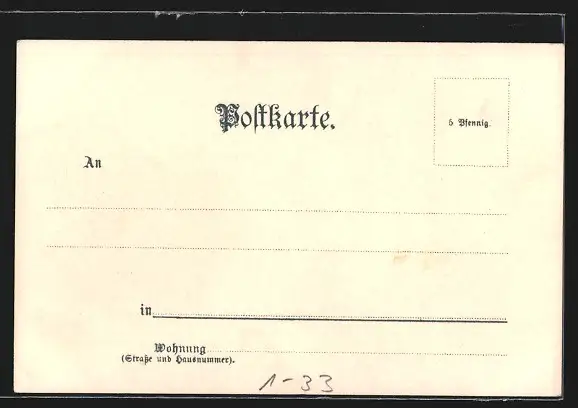 Postkarte.
5 Pfennig.
An
in
Wohnung
(Straße und Hausnummer).
1-33